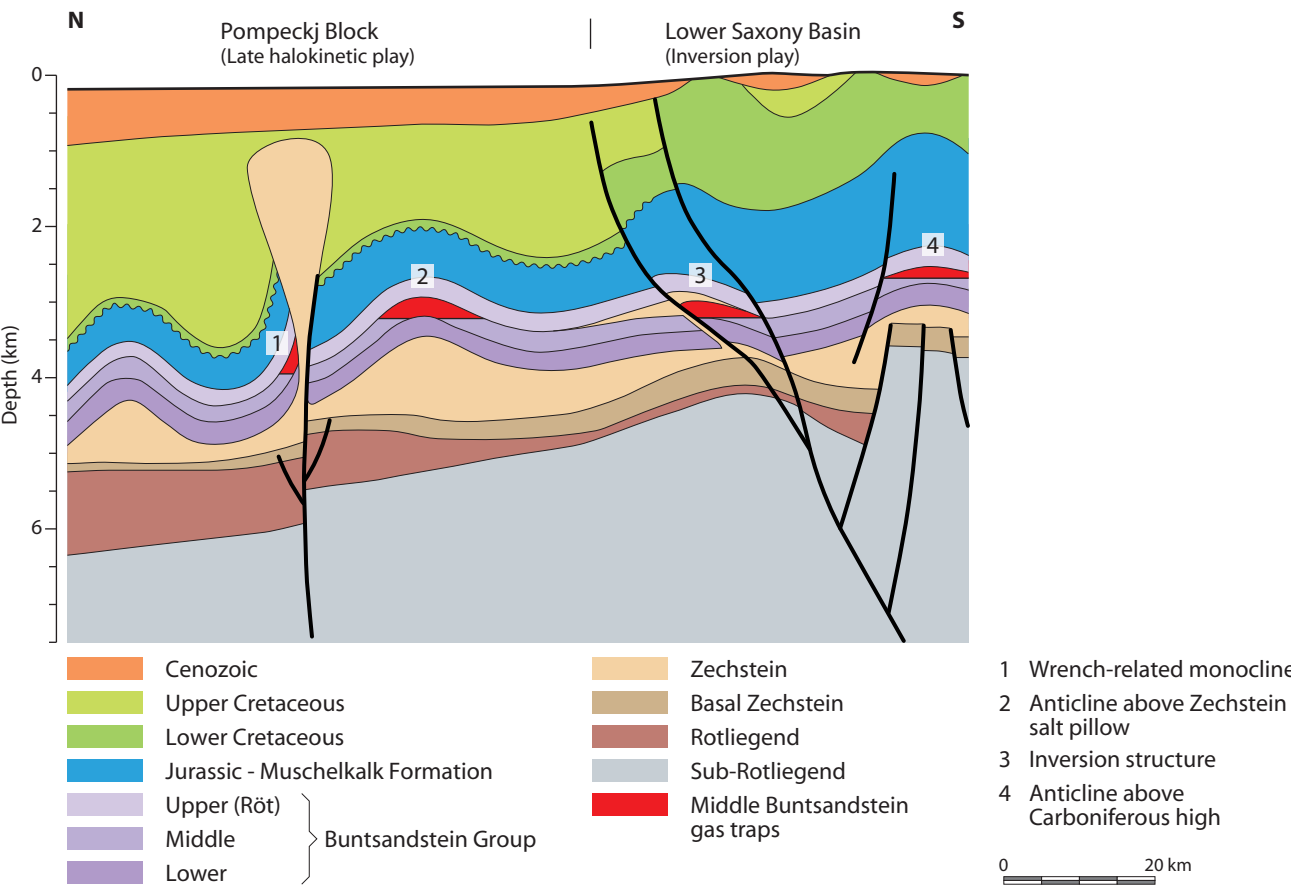 N
Pompeckj Block
(Late halokinetic play)
Lower Saxony Basin
(Inversion play)
S
Depth (km)
0
2
4
6
1
2
3
4
Cenozoic
Upper Cretaceous
Lower Cretaceous
Jurassic - Muschelkalk Formation
Upper (Röt)
Middle
Lower
Buntsandstein Group
Zechstein
Basal Zechstein
Rotliegend
Sub-Rotliegend
Middle Buntsandstein
gas traps
1 Wrench-related monocline
2 Anticline above Zechstein
salt pillow
3 Inversion structure
4 Anticline above
Carboniferous high
0 20 km